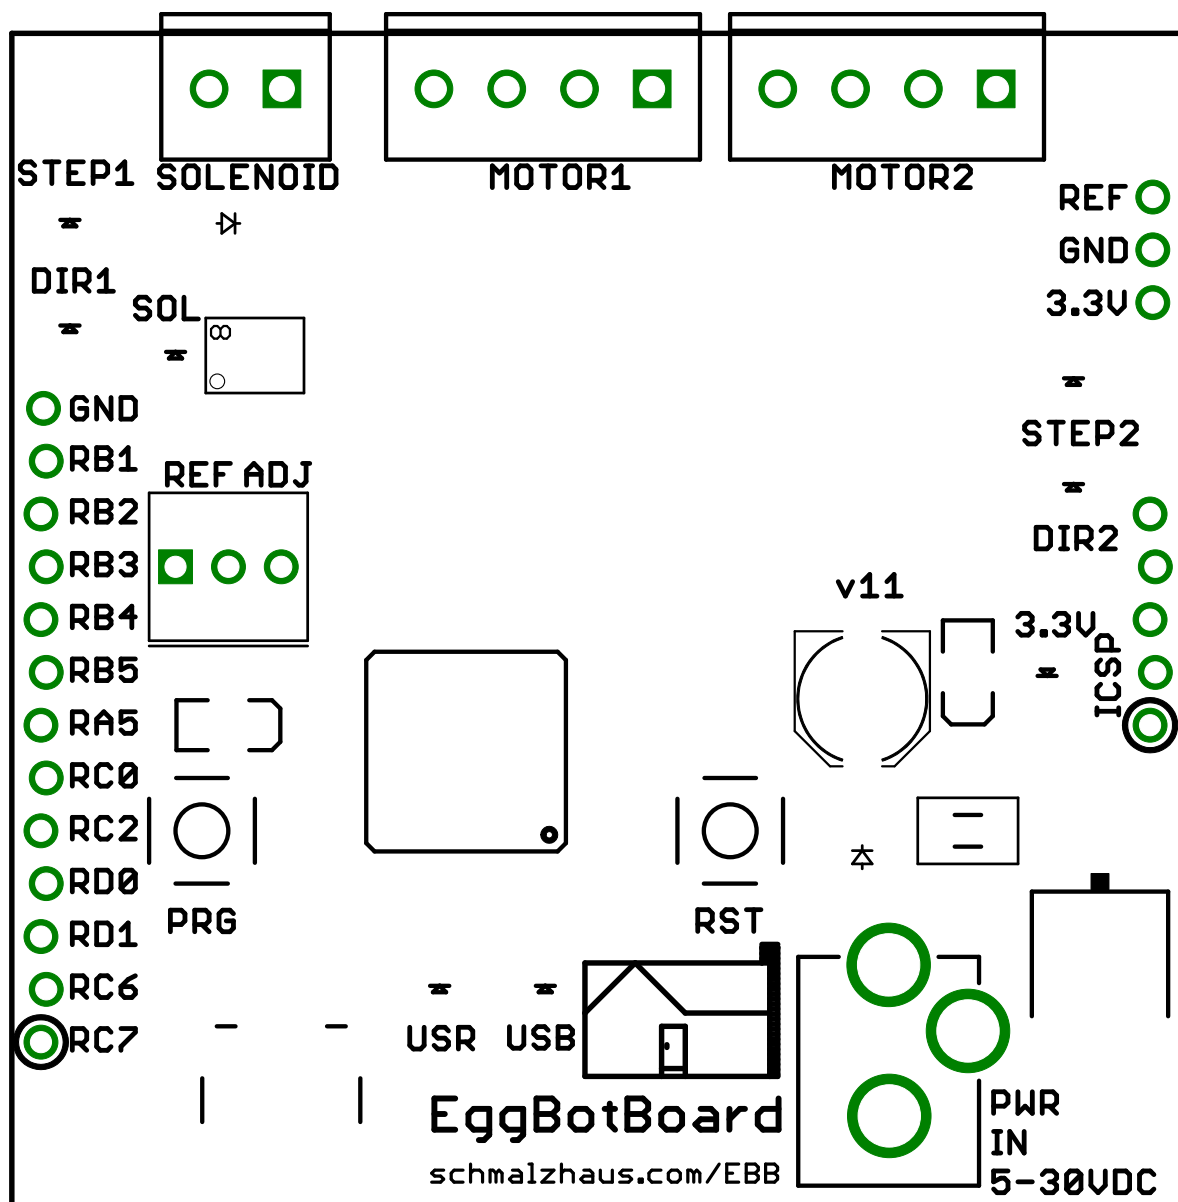 STEP1
SOLENOID
MOTOR1
MOTOR2
REF
GND
3.3V
DIR1
SOL
8
STEP2
GND
RB1
REF ADJ
RB2
DIR2
RB3
v11
RB4
3.3V
ICSP
RB5
RA5
RC0
RC2
RD0
PRG
RST
RD1
RC6
RC7
USR
USB
EggBotBoard
schmalzhaus.com/EBB
PWR
IN
5-30VDC